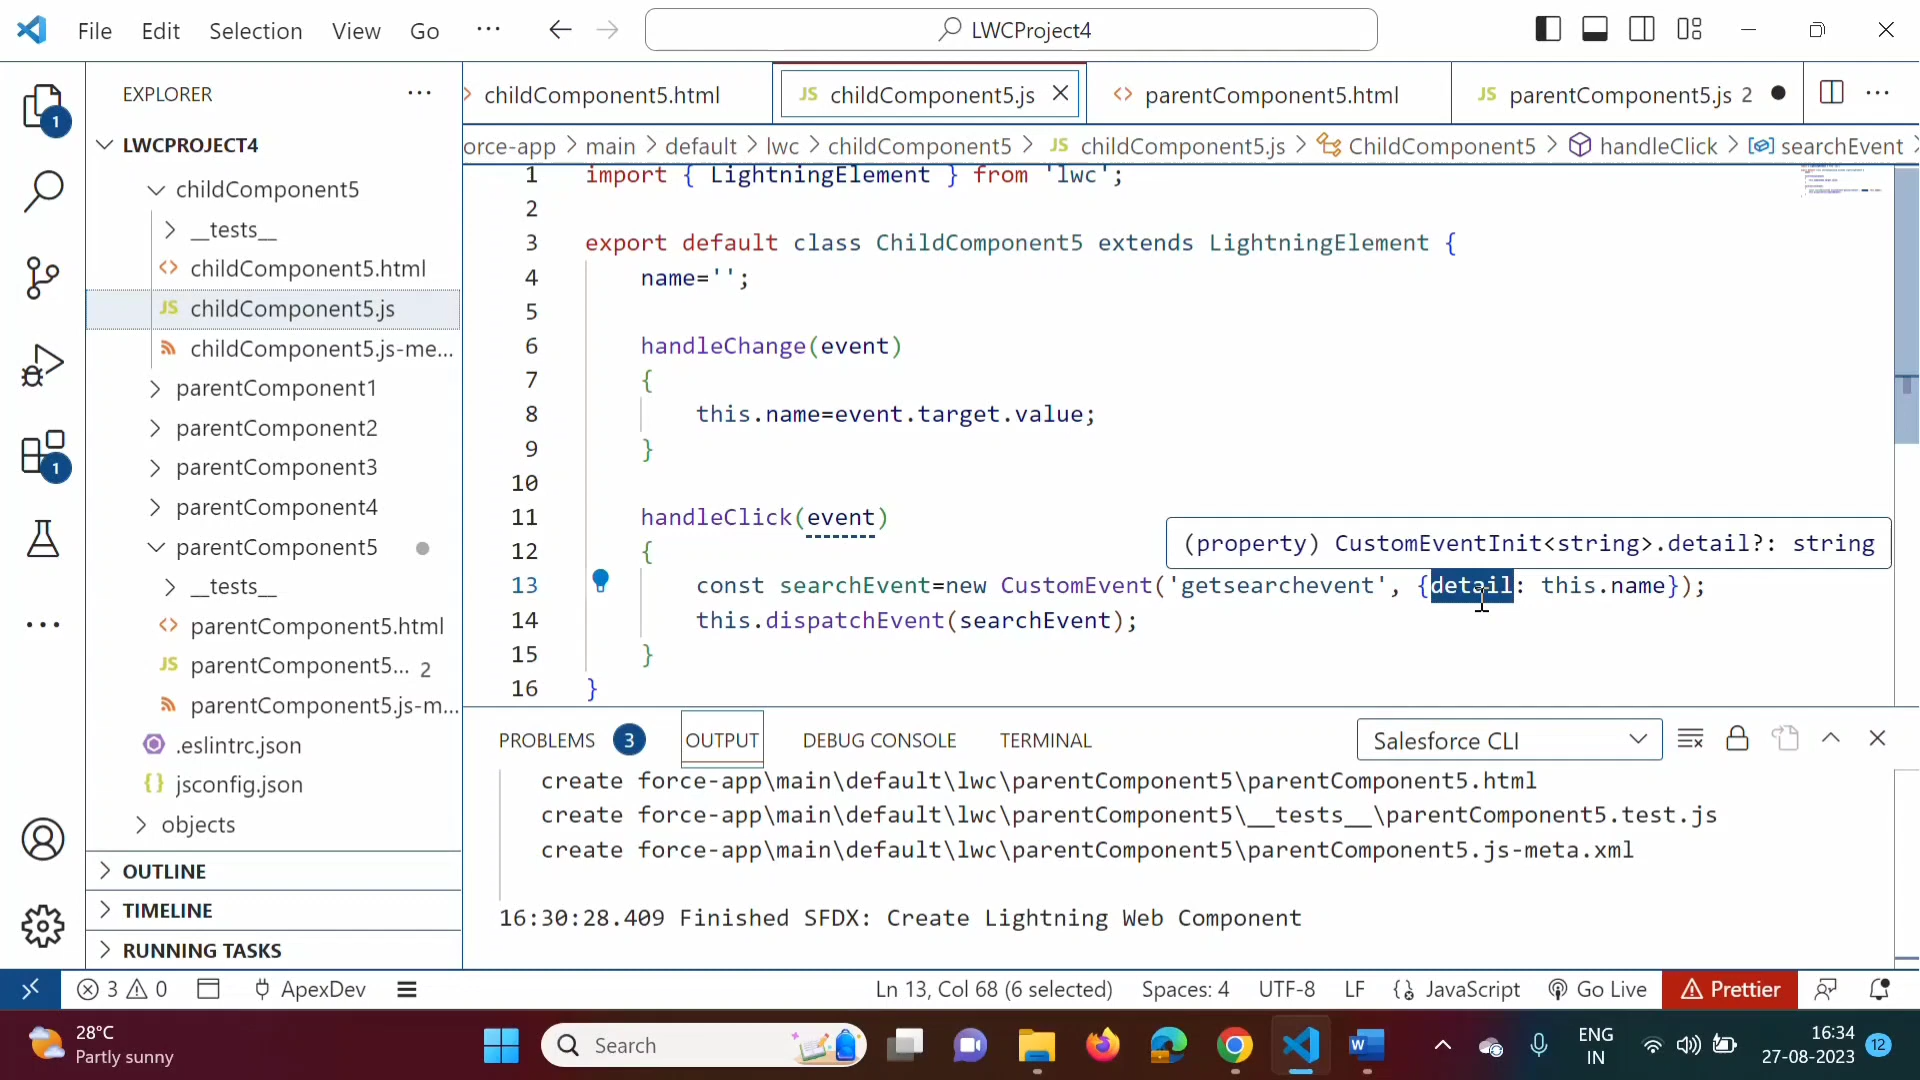 File Edit Selection View Go ··· LWCProject4
EXPLORER ···
LWCPROJECT4
childComponent5
__tests__
childComponent5.html
JS childComponent5.js
childComponent5.js-me...
parentComponent1
parentComponent2
parentComponent3
parentComponent4
parentComponent5
__tests__
parentComponent5.html
JS parentComponent5... 2
parentComponent5.js-m...
.eslintrc.json
{} jsconfig.json
objects
OUTLINE
TIMELINE
RUNNING TASKS
1
1
childComponent5.html JS childComponent5.js parentComponent5.html JS parentComponent5.js 2
orce-app > main > default > lwc > childComponent5 > JS childComponent5.js > ChildComponent5 > handleClick > searchEvent
1 import { LightningElement } from 'lwc';
2
3 export default class ChildComponent5 extends LightningElement {
4 name='';
5
6 handleChange(event)
7 {
8 this.name=event.target.value;
9 }
10
11 handleClick(event)
12 {
(property) CustomEventInit<string>.detail?: string
13 const searchEvent=new CustomEvent('getsearchevent', {detail: this.name});
14 this.dispatchEvent(searchEvent);
15 }
16 }
PROBLEMS 3 OUTPUT DEBUG CONSOLE TERMINAL Salesforce CLI
create force-app\main\default\lwc\parentComponent5\parentComponent5.html
create force-app\main\default\lwc\parentComponent5\__tests__\parentComponent5.test.js
create force-app\main\default\lwc\parentComponent5\parentComponent5.js-meta.xml
16:30:28.409 Finished SFDX: Create Lightning Web Component
3 0 ApexDev Ln 13, Col 68 (6 selected) Spaces: 4 UTF-8 LF JavaScript Go Live Prettier
28°C
Partly sunny
Search
W
ENG
IN
16:34
27-08-2023
12